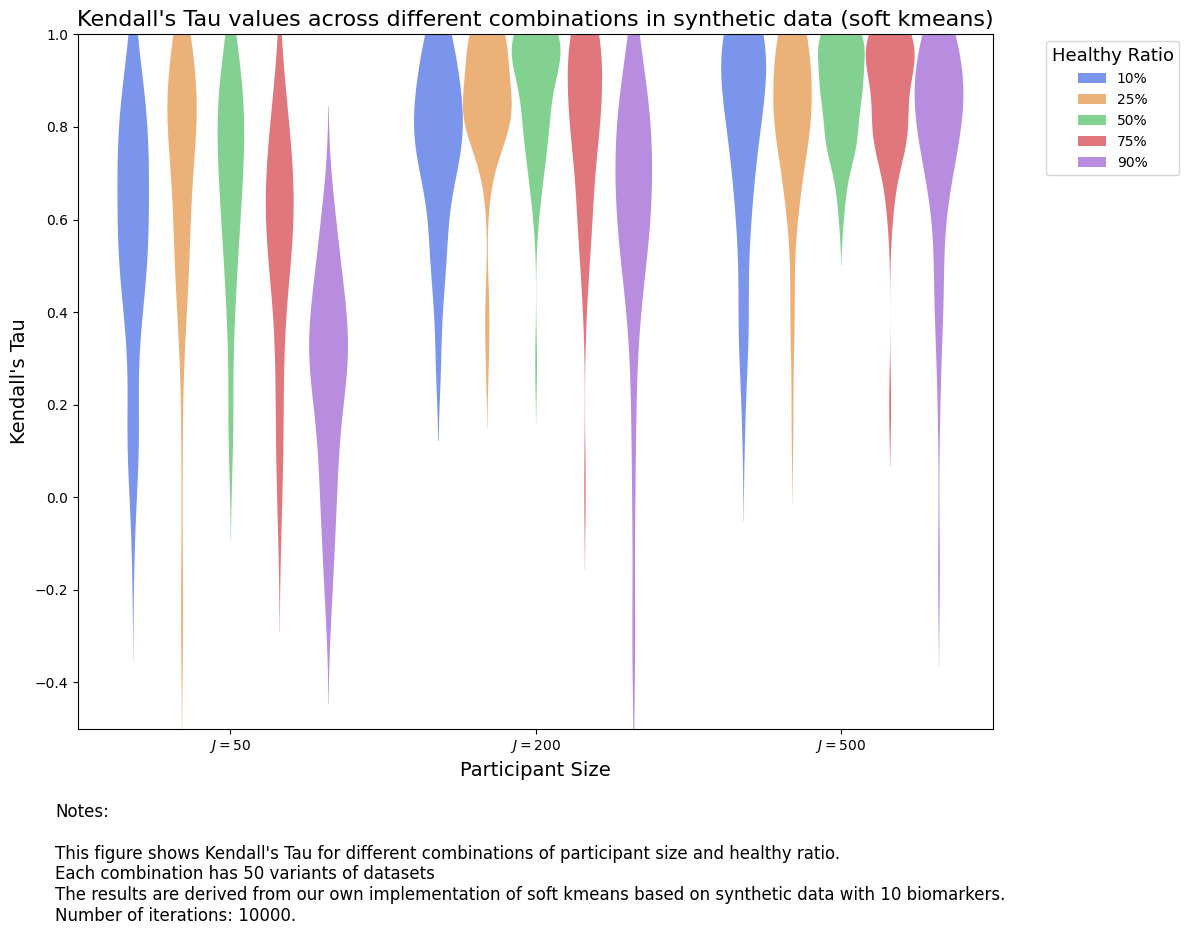 Kendall's Tau values across different combinations in synthetic data (soft kmeans)
Healthy Ratio
10%
25%
50%
75%
90%
Kendall's Tau
1.0
0.8
0.6
0.4
0.2
0.0
−0.2
−0.4
J = 50
J = 200
J = 500
Participant Size
Notes:
This figure shows Kendall's Tau for different combinations of participant size and healthy ratio.
Each combination has 50 variants of datasets
The results are derived from our own implementation of soft kmeans based on synthetic data with 10 biomarkers.
Number of iterations: 10000.